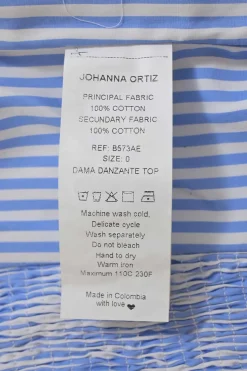 JOHANNA ORTIZ
PRINCIPAL FABRIC
100% COTTON
SECUNDARY FABRIC
100% COTTON
REF: B573AE
SIZE: 0
DAMA DANZANTE TOP
Machine wash cold,
Delicate cycle
Wash separately
Do not bleach
Hang to dry
Warm iron
Maximum 110C 230F
Made in Colombia
with love